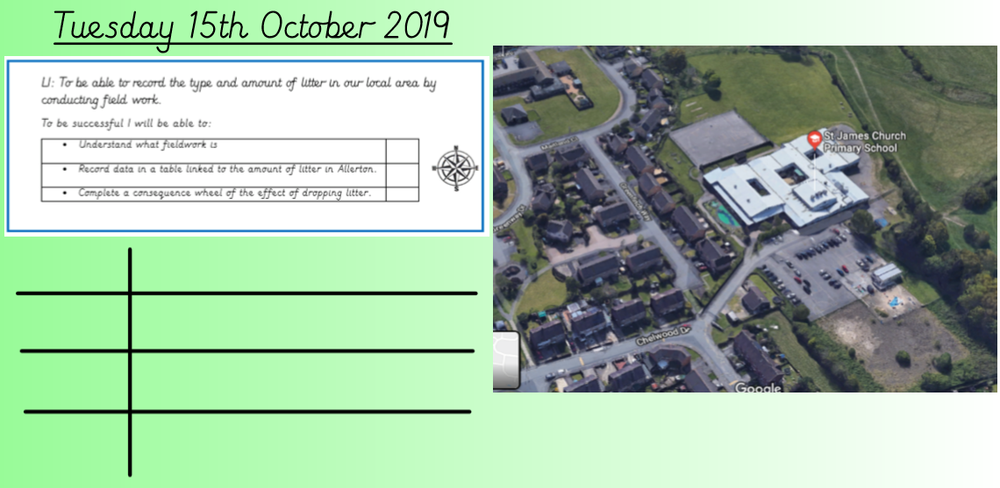 Tuesday 15th October 2019
LI: To be able to record the type and amount of litter in our local area by
conducting field work.
To be successful I will be able to:
• Understand what fieldwork is
• Record data in a table linked to the amount of litter in Allerton.
• Complete a consequence wheel of the effect of dropping litter.
N
W
E
S
St James Church
Primary School
Chelwood Dr
Google